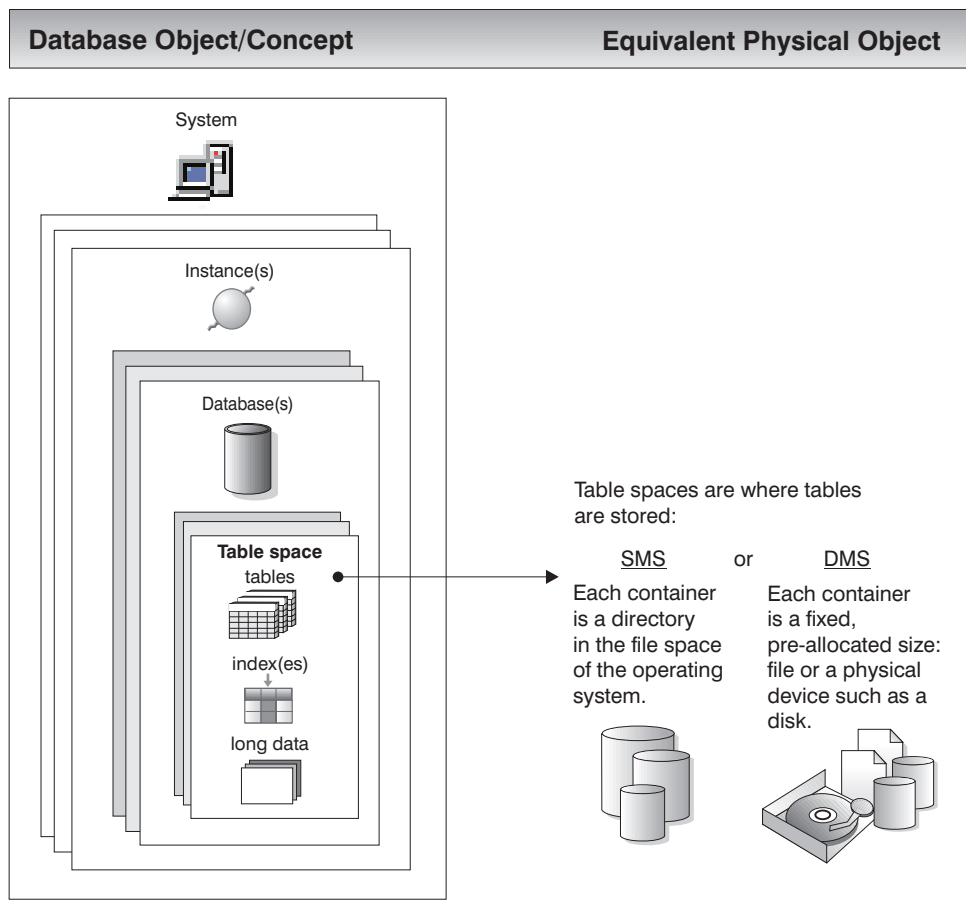 Database Object/Concept
Equivalent Physical Object
System
Instance(s)
Database(s)
Table space
tables
index(es)
long data
Table spaces are where tables
are stored:
SMS or DMS
Each container
is a directory
in the file space
of the operating
system.
Each container
is a fixed,
pre-allocated size:
file or a physical
device such as a
disk.